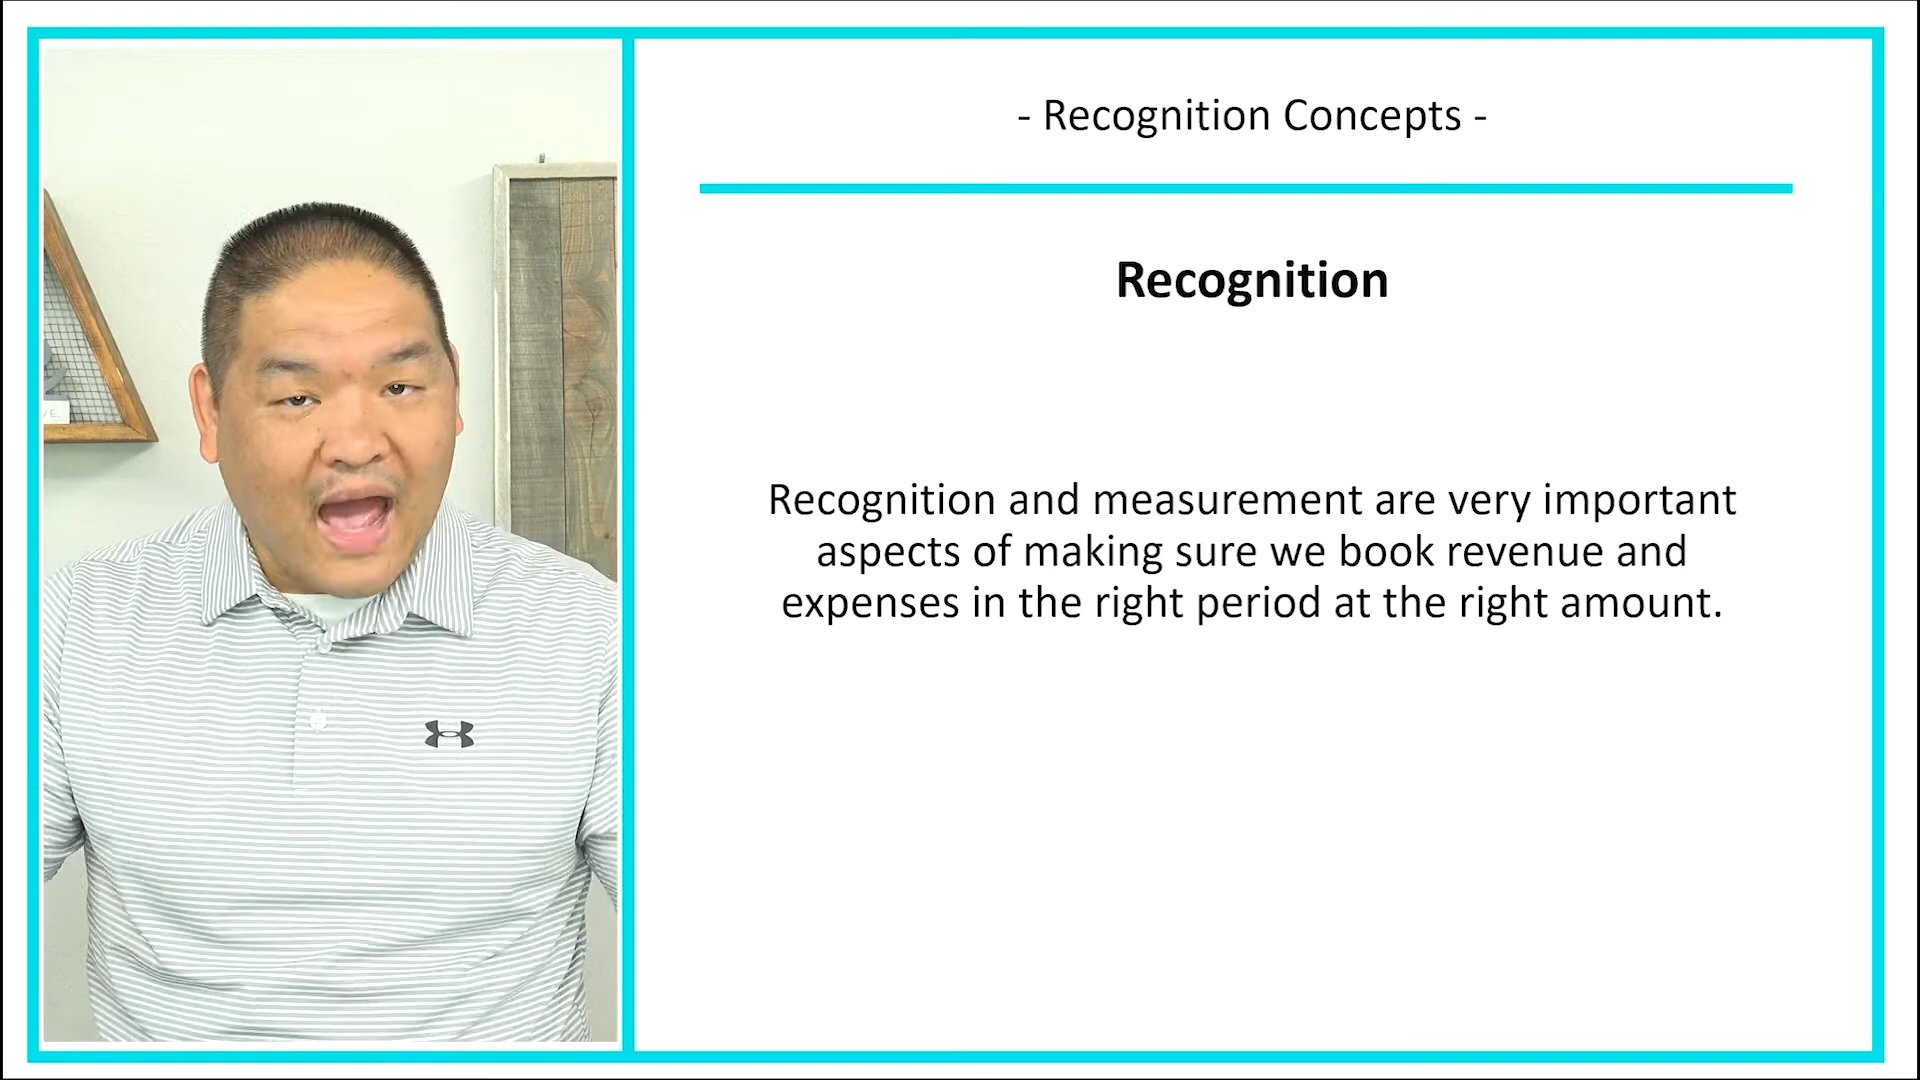 - Recognition Concepts -
Recognition
Recognition and measurement are very important
aspects of making sure we book revenue and
expenses in the right period at the right amount.